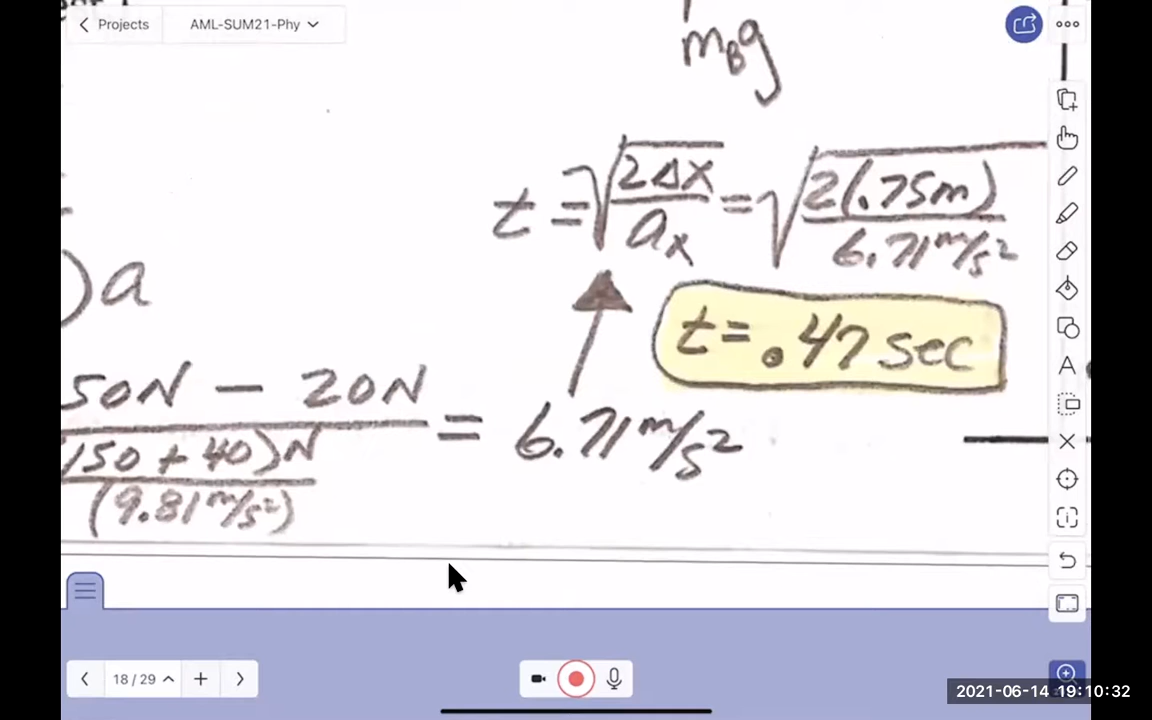 Projects
AML-SUM21-Phy
m_B g
t = √(2Δx / a_x) = √(2(.75m) / 6.71 m/s²)
)a
t = .47 sec
50N − 20N
= 6.71 m/s²
(50 + 40)N
(9.81 m/s²)
A
18 / 29
2021-06-14 19:10:32